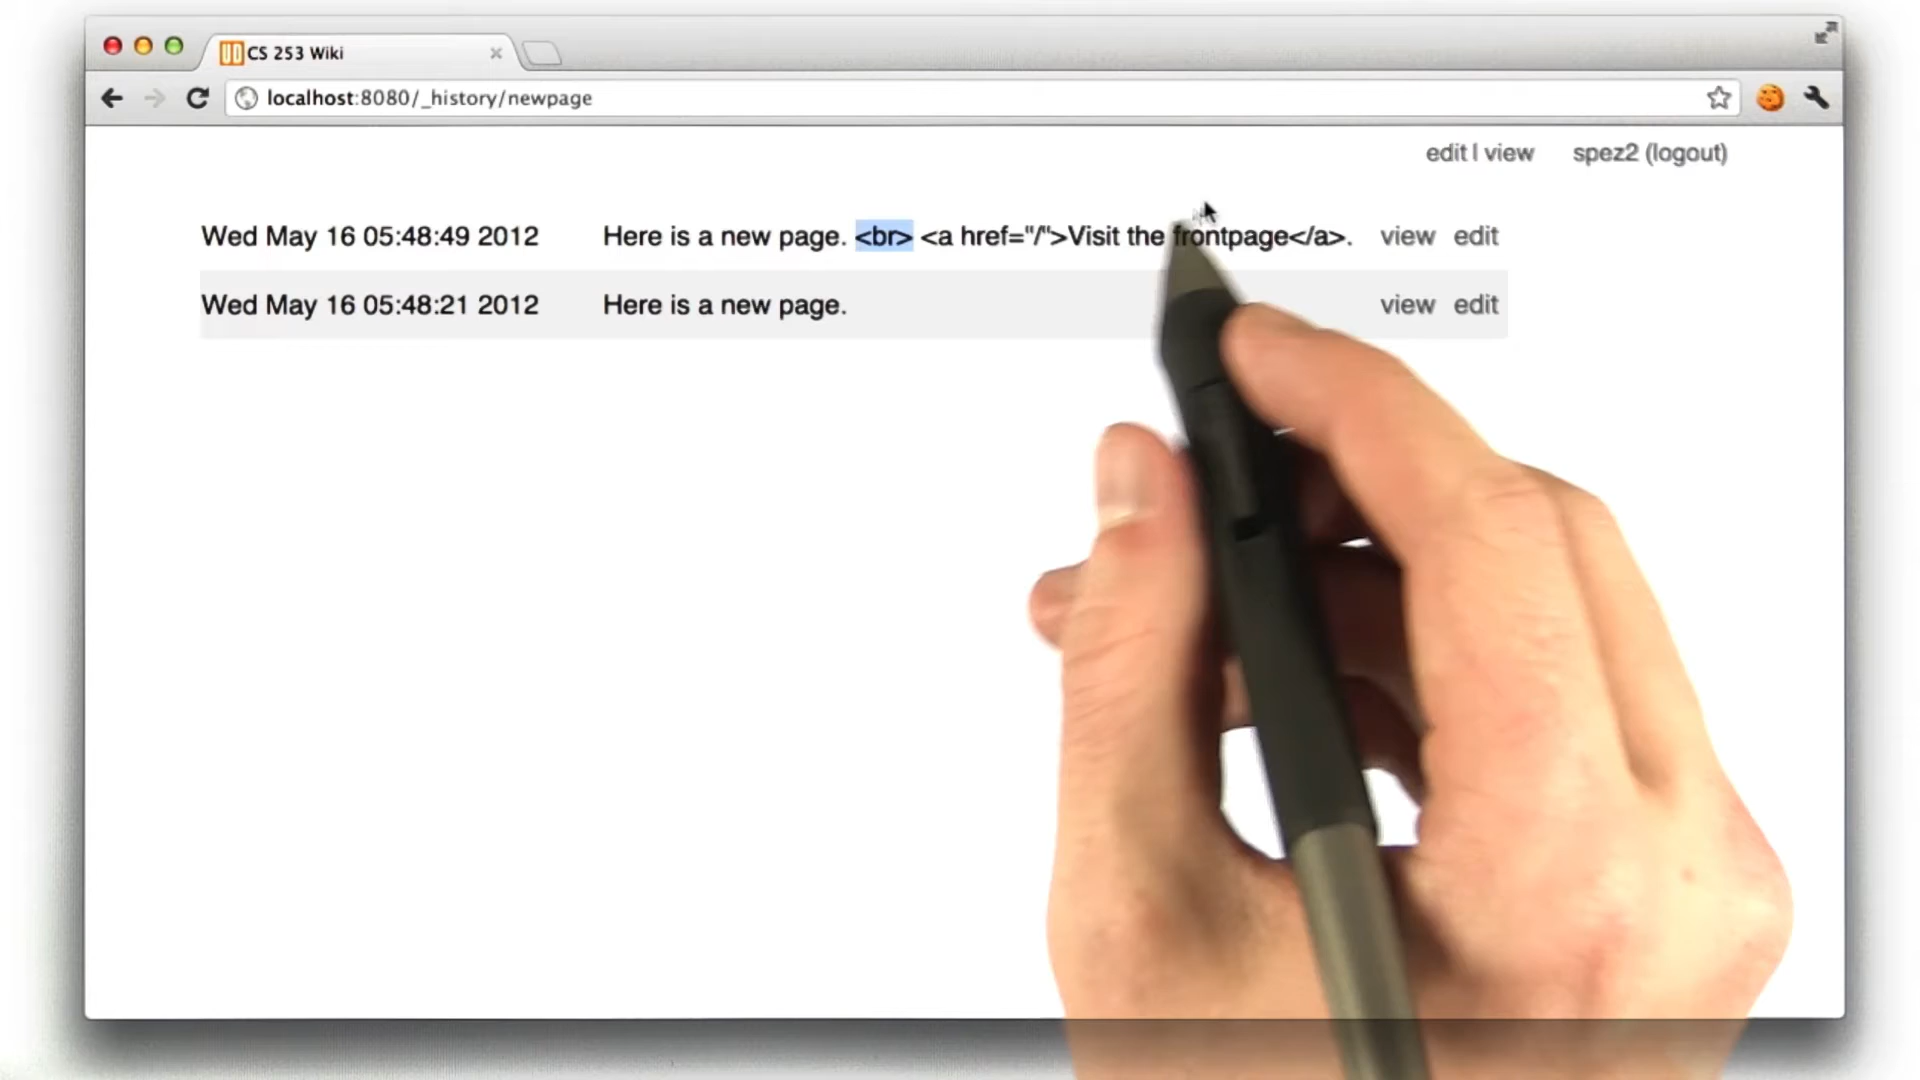 CS 253 Wiki
localhost:8080/_history/newpage
edit | view spez2 (logout)
Wed May 16 05:48:49 2012 Here is a new page. <br> <a href="/">Visit the frontpage</a>. view edit
Wed May 16 05:48:21 2012 Here is a new page. view edit